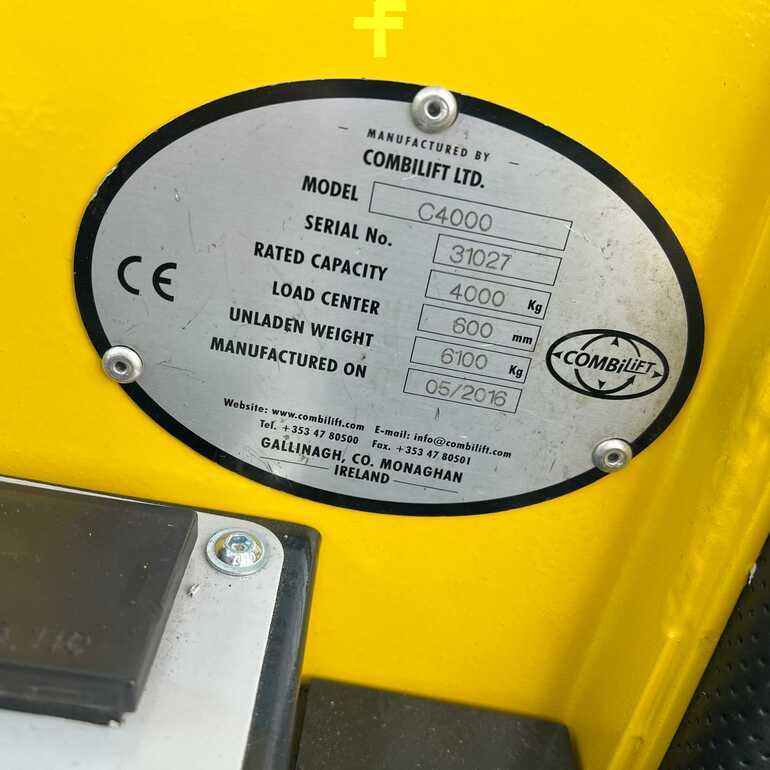 f
MANUFACTURED BY
COMBILIFT LTD.
MODEL C4000
SERIAL No. 31027
RATED CAPACITY 4000 Kg
LOAD CENTER 600 mm
UNLADEN WEIGHT 6100 Kg
MANUFACTURED ON 05/2016
CE
COMBiLiFT
Website: www.combilift.com E-mail: info@combilift.com
Tel. +353 47 80500 Fax. +353 47 80501
GALLINAGH, CO. MONAGHAN
IRELAND